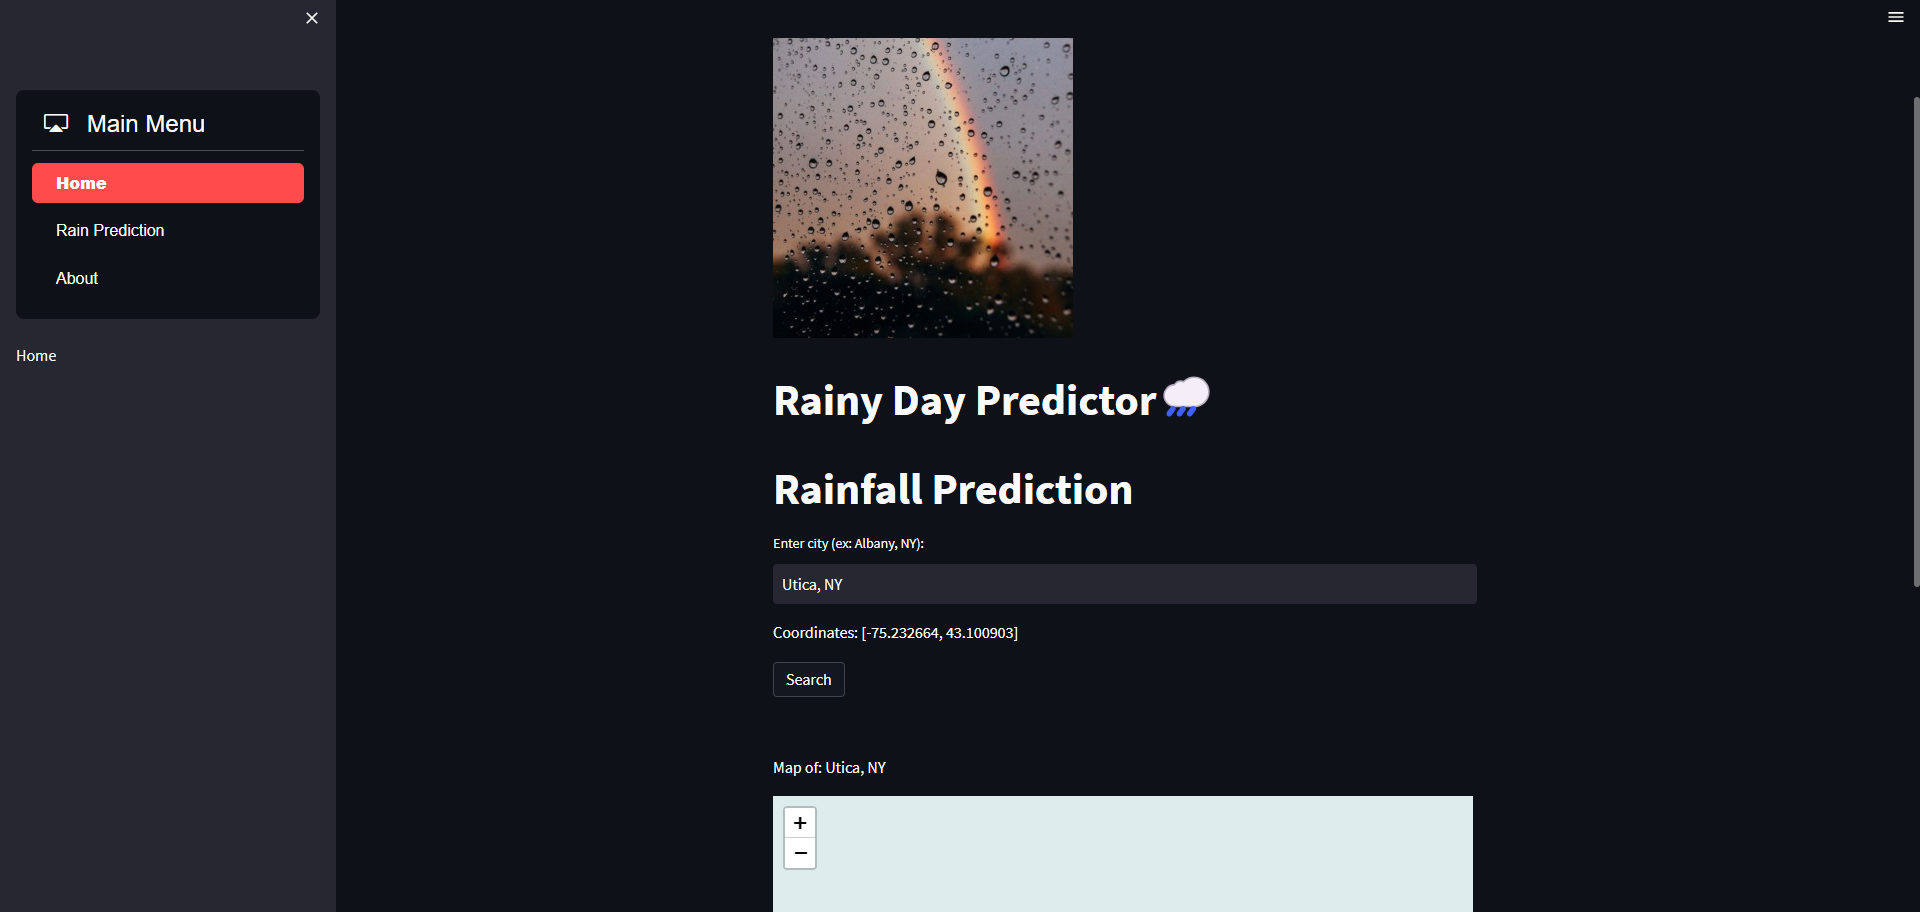 Main Menu
Home
Rain Prediction
About
Home
Rainy Day Predictor
Rainfall Prediction
Enter city (ex: Albany, NY):
Utica, NY
Coordinates: [-75.232664, 43.100903]
Search
Map of: Utica, NY
+
−